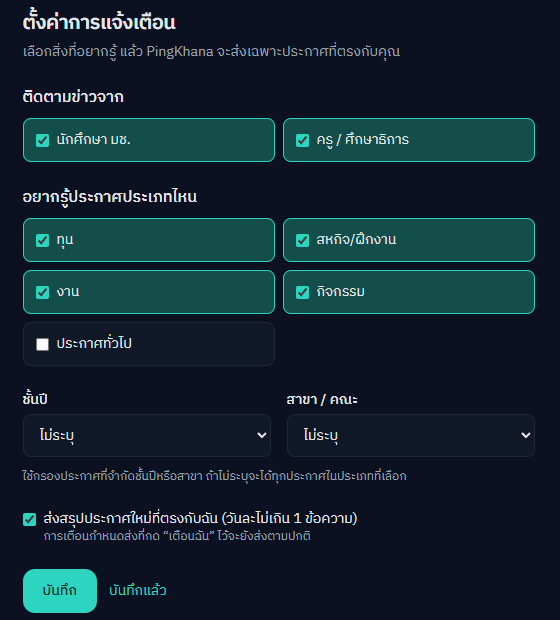 ตั้งค่าการแจ้งเตือน
เลือกสิ่งที่อยากรู้ แล้ว PingKhana จะส่งเฉพาะประกาศที่ตรงกับคุณ
ติดตามข่าวจาก
นักศึกษา มช.
ครู / ศึกษาธิการ
อยากรู้ประกาศประเภทไหน
ทุน
สหกิจ/ฝึกงาน
งาน
กิจกรรม
ประกาศทั่วไป
ชั้นปี
สาขา / คณะ
ไม่ระบุ
ไม่ระบุ
ใช้กรองประกาศที่จำกัดชั้นปีหรือสาขา ถ้าไม่ระบุจะได้ทุกประกาศในประเภทที่เลือก
ส่งสรุปประกาศใหม่ที่ตรงกับฉัน (วันละไม่เกิน 1 ข้อความ)
การเตือนกำหนดส่งที่กด “เตือนฉัน” ไว้จะยังส่งตามปกติ
บันทึก
บันทึกแล้ว